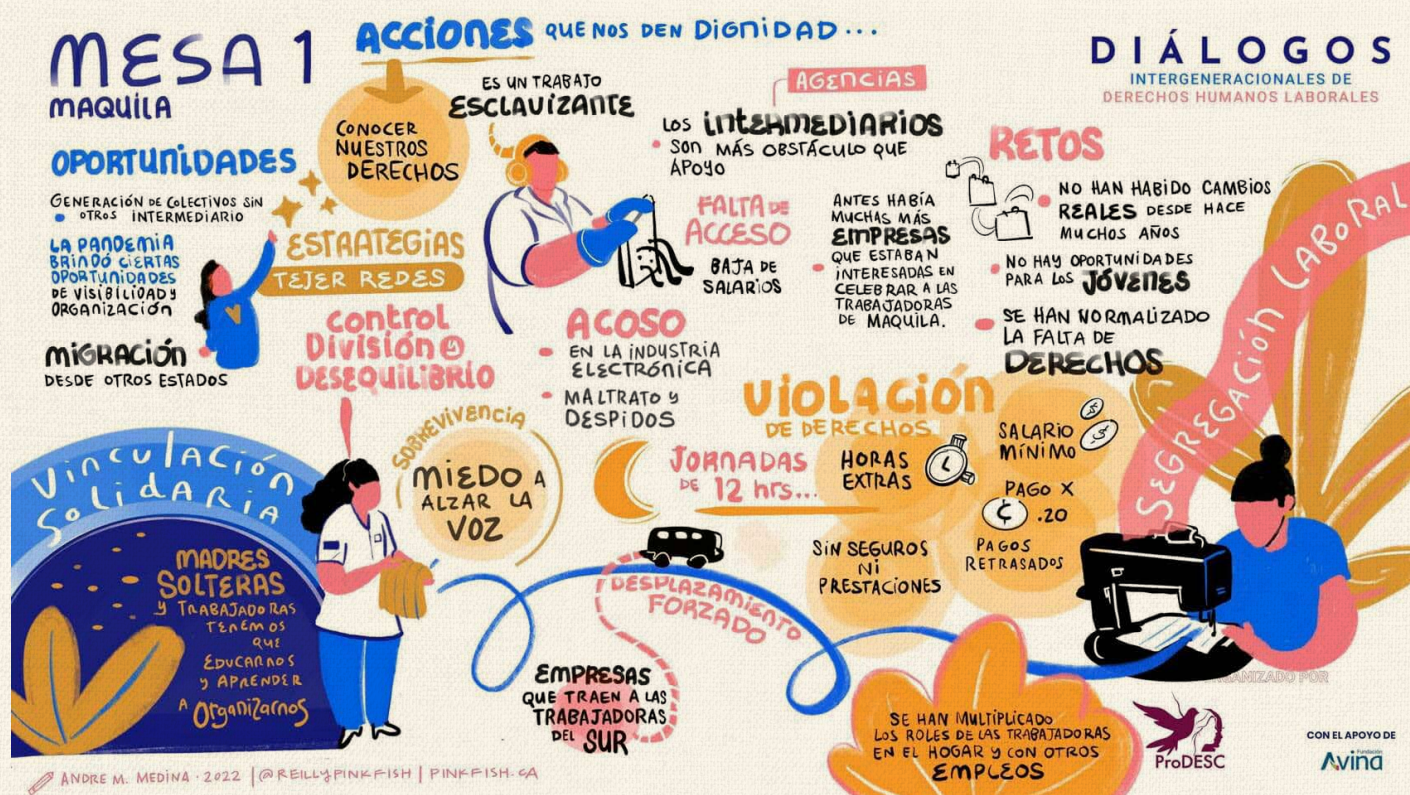 MESA 1
MAQUILA
ACCIONES QUE NOS DEN DIGNIDAD...
DIÁLOGOS
INTERGENERACIONALES DE
DERECHOS HUMANOS LABORALES
OPORTUNIDADES
GENERACIÓN DE COLECTIVOS SIN
OTROS INTERMEDIARIO
LA PANDEMIA
BRINDÓ CIERTAS
OPORTUNIDADES
DE VISIBILIDAD Y
ORGANIZACIÓN
MIGRACIÓN
DESDE OTROS ESTADOS
CONOCER
NUESTROS
DERECHOS
ESTRATEGIAS
TEJER REDES
CONTROL
DIVISIÓN Y
DESEQUILIBRIO
ES UN TRABAJO
ESCLAVIZANTE
AGENCIAS
LOS INTERMEDIARIOS
SON MÁS OBSTÁCULO QUE
APOYO
FALTA DE
ACCESO
BAJA DE
SALARIOS
ANTES HABÍA
MUCHAS MÁS
EMPRESAS
QUE ESTABAN
INTERESADAS EN
CELEBRAR A LAS
TRABAJADORAS
DE MAQUILA.
ACOSO
EN LA INDUSTRIA
ELECTRÓNICA
MALTRATO Y
DESPIDOS
RETOS
NO HAN HABIDO CAMBIOS
REALES DESDE HACE
MUCHOS AÑOS
NO HAY OPORTUNIDADES
PARA LOS JÓVENES
SE HAN NORMALIZADO
LA FALTA DE
DERECHOS
SEGREGACIÓN LABORAL
VIOLACIÓN
DE DERECHOS
JORNADAS
DE 12 hrs...
HORAS
EXTRAS
SALARIO
MÍNIMO
$
$
PAGO X
¢ .20
PAGOS
RETRASADOS
SIN SEGUROS
NI
PRESTACIONES
SOBREVIVENCIA
MIEDO A
ALZAR LA
VOZ
VINCULACIÓN
SOLIDARIA
MADRES
SOLTERAS
Y TRABAJADORAS
TENEMOS
QUE
EDUCARNOS
Y APRENDER
A ORGANIZARNOS
DESPLAZAMIENTO
FORZADO
EMPRESAS
QUE TRAEN A LAS
TRABAJADORAS
DEL SUR
SE HAN MULTIPLICADO
LOS ROLES DE LAS TRABAJADORAS
EN EL HOGAR Y CON OTROS
EMPLEOS
ORGANIZADO POR
ProDESC
CON EL APOYO DE
Fundación
Avina
ANDRE M. MEDINA · 2022 | @REILLYPINKFISH | PINKFISH.CA